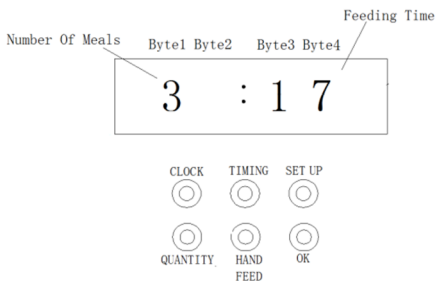 Feeding Time
Number Of Meals
Byte1 Byte2 Byte3 Byte4
3 : 1 7
CLOCK TIMING SET UP
QUANTITY HAND FEED OK